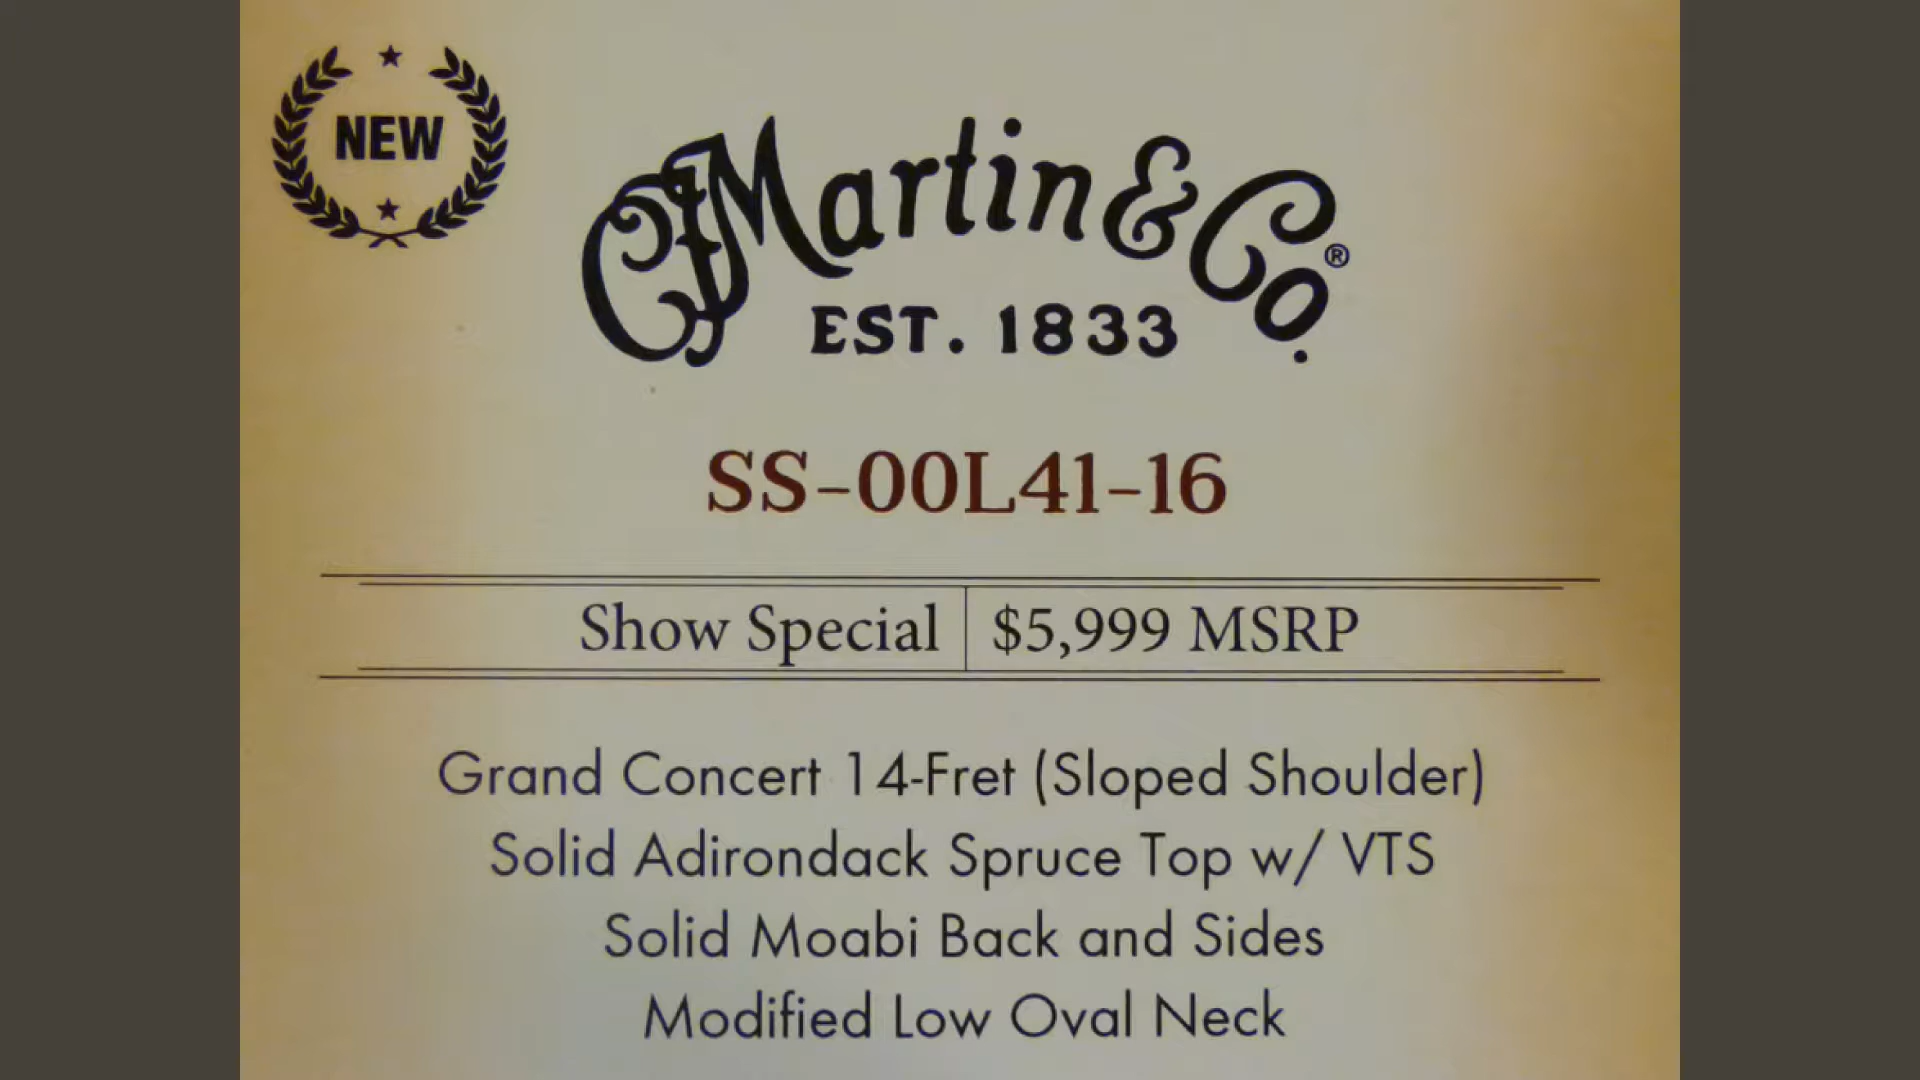 NEW
CFMartin & Co.®
EST. 1833
SS-00L41-16
Show Special | $5,999 MSRP
Grand Concert 14-Fret (Sloped Shoulder)
Solid Adirondack Spruce Top w/ VTS
Solid Moabi Back and Sides
Modified Low Oval Neck